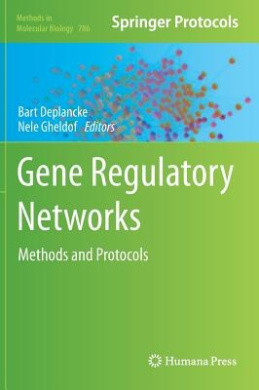 Methods in
Molecular Biology 786
Springer Protocols
Bart Deplancke
Nele Gheldof Editors
Gene Regulatory
Networks
Methods and Protocols
Humana Press